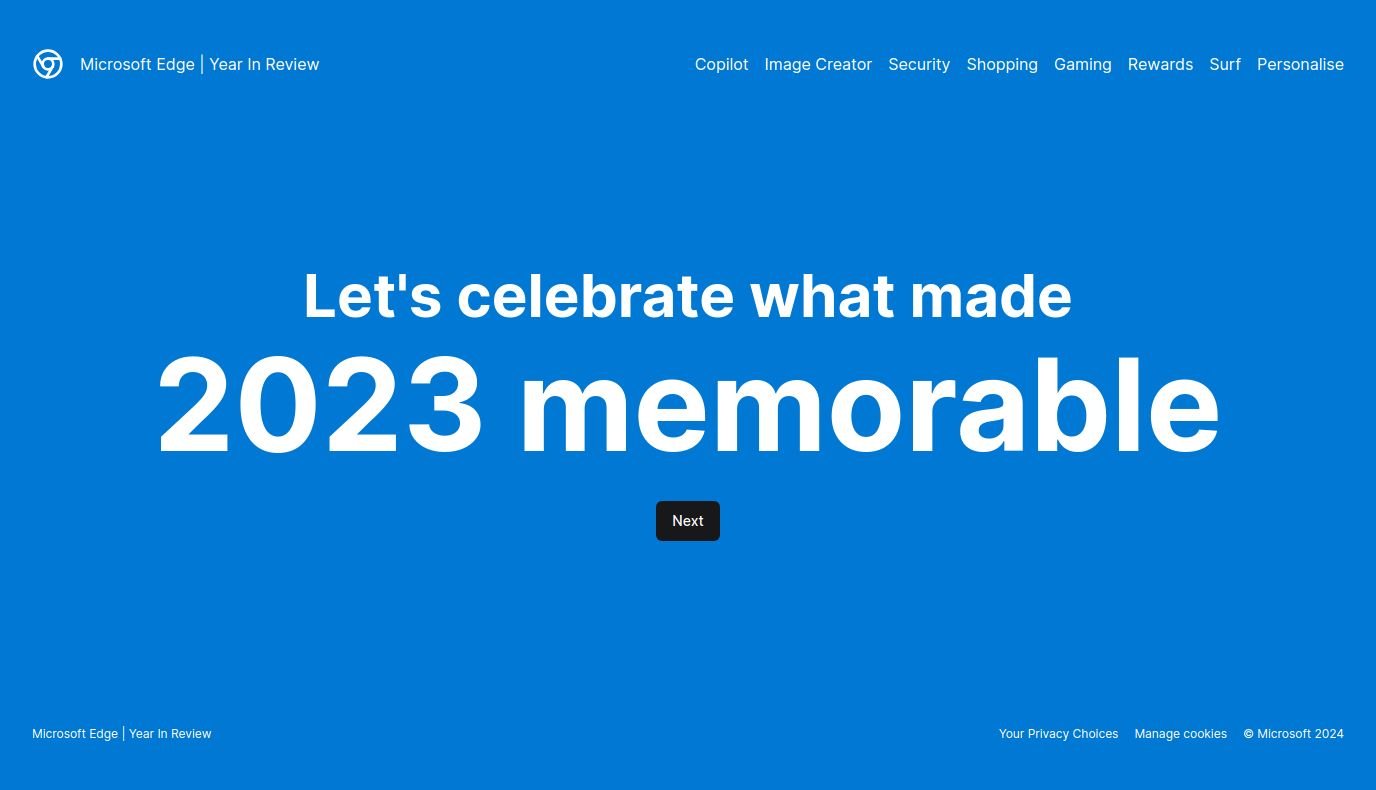 Microsoft Edge | Year In Review
Copilot Image Creator Security Shopping Gaming Rewards Surf Personalise
Let's celebrate what made
2023 memorable
Next
Microsoft Edge | Year In Review
Your Privacy Choices Manage cookies © Microsoft 2024